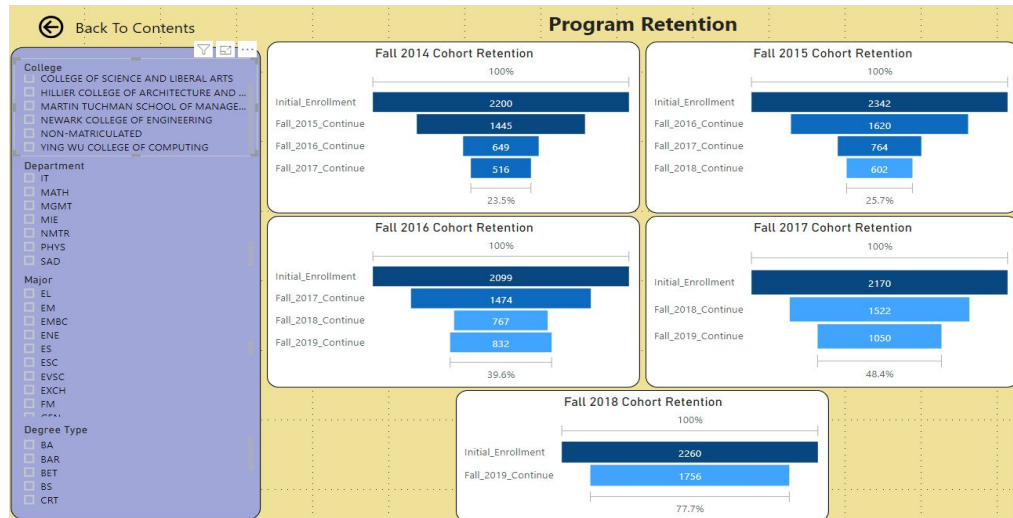 Back To Contents
Program Retention
College
COLLEGE OF SCIENCE AND LIBERAL ARTS
HILLIER COLLEGE OF ARCHITECTURE AND ...
MARTIN TUCHMAN SCHOOL OF MANAGE...
NEWARK COLLEGE OF ENGINEERING
NON-MATRICULATED
YING WU COLLEGE OF COMPUTING
Department
IT
MATH
MGMT
MIE
NMTR
PHYS
SAD
Major
EL
EM
EMBC
ENE
ES
ESC
EVSC
EXCH
FM
Degree Type
BA
BAR
BET
BS
CRT
Fall 2014 Cohort Retention
100%
Initial_Enrollment 2200
Fall_2015_Continue 1445
Fall_2016_Continue 649
Fall_2017_Continue 516
23.5%
Fall 2015 Cohort Retention
100%
Initial_Enrollment 2342
Fall_2016_Continue 1620
Fall_2017_Continue 764
Fall_2018_Continue 602
25.7%
Fall 2016 Cohort Retention
100%
Initial_Enrollment 2099
Fall_2017_Continue 1474
Fall_2018_Continue 767
Fall_2019_Continue 832
39.6%
Fall 2017 Cohort Retention
100%
Initial_Enrollment 2170
Fall_2018_Continue 1522
Fall_2019_Continue 1050
48.4%
Fall 2018 Cohort Retention
100%
Initial_Enrollment 2260
Fall_2019_Continue 1756
77.7%